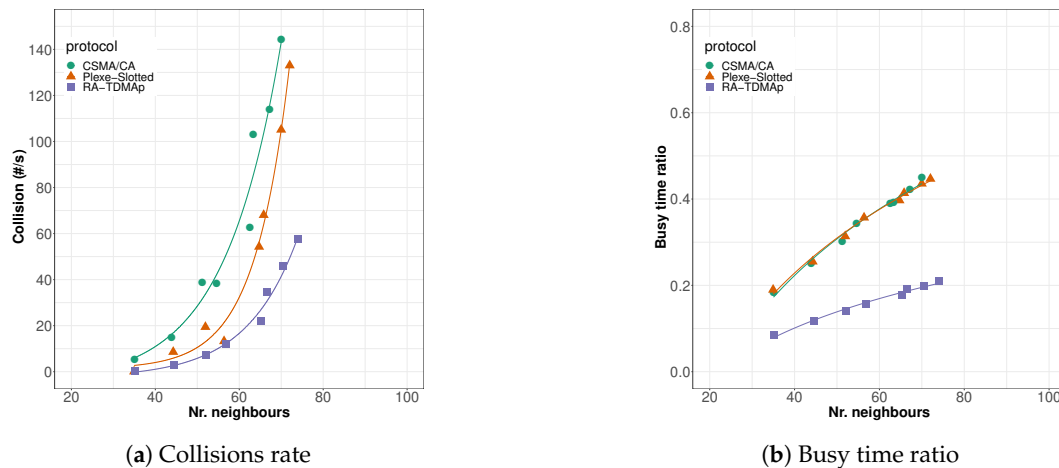 140
120
100
80
60
40
20
0
Collision (#/s)
protocol
CSMA/CA
Plexe−Slotted
RA−TDMAp
20 40 60 80 100
Nr. neighbours
(a) Collisions rate
0.8
0.6
0.4
0.2
0.0
Busy time ratio
protocol
CSMA/CA
Plexe−Slotted
RA−TDMAp
20 40 60 80 100
Nr. neighbours
(b) Busy time ratio